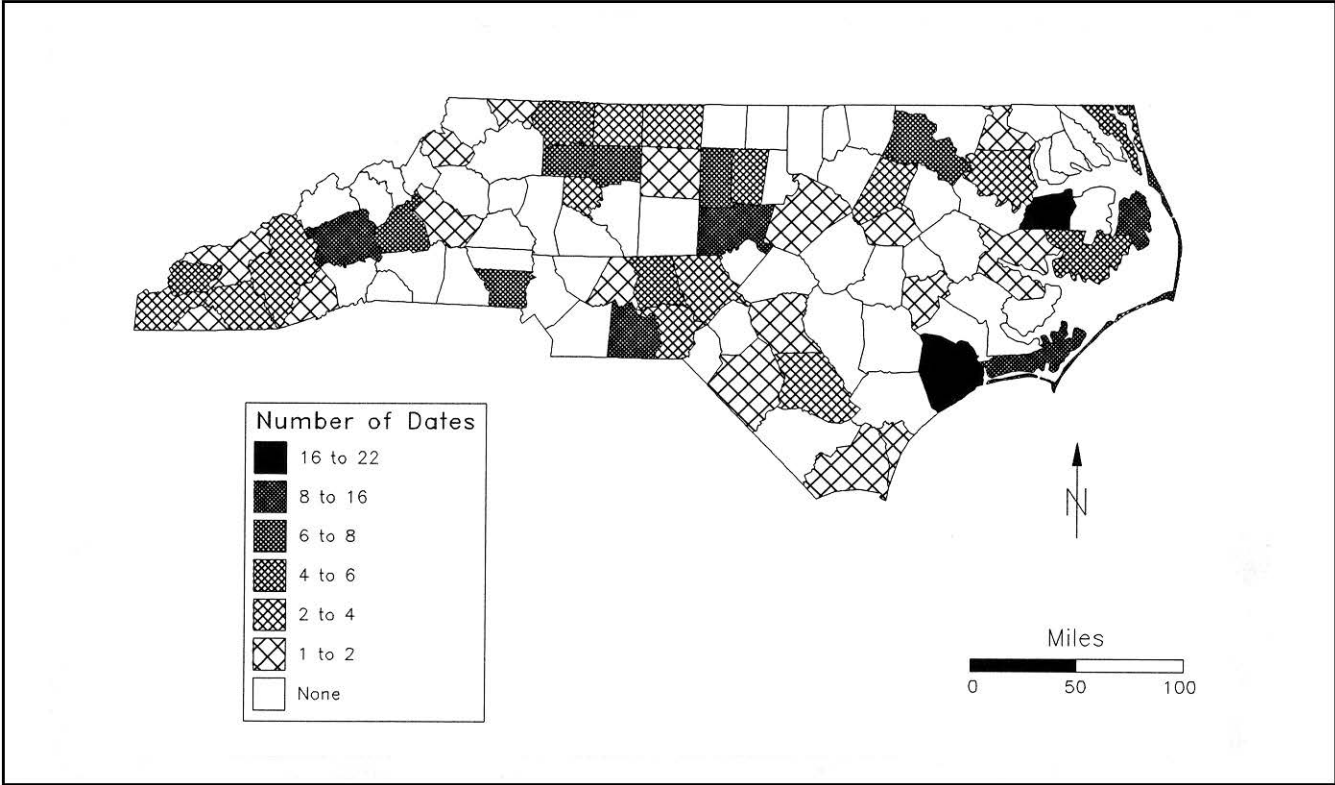 Number of Dates
16 to 22
8 to 16
6 to 8
4 to 6
2 to 4
1 to 2
None
N
Miles
0 50 100